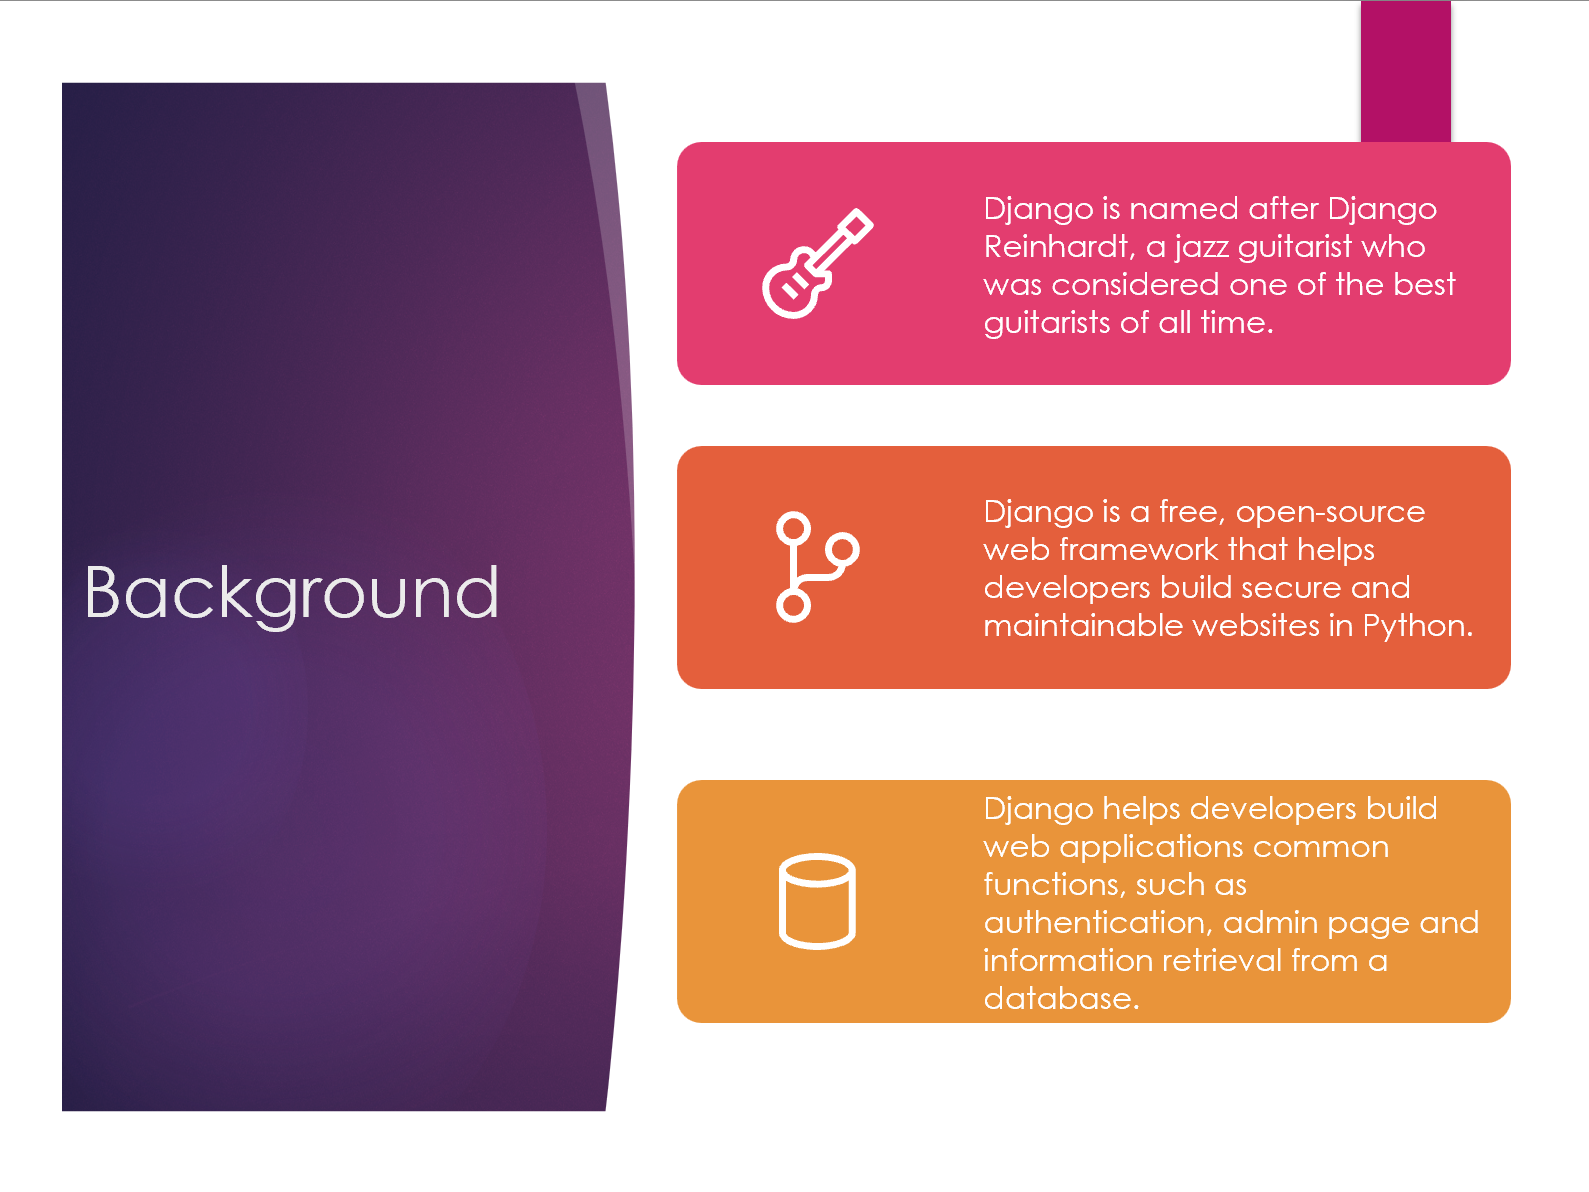 Background
Django is named after Django
Reinhardt, a jazz guitarist who
was considered one of the best
guitarists of all time.
Django is a free, open-source
web framework that helps
developers build secure and
maintainable websites in Python.
Django helps developers build
web applications common
functions, such as
authentication, admin page and
information retrieval from a
database.